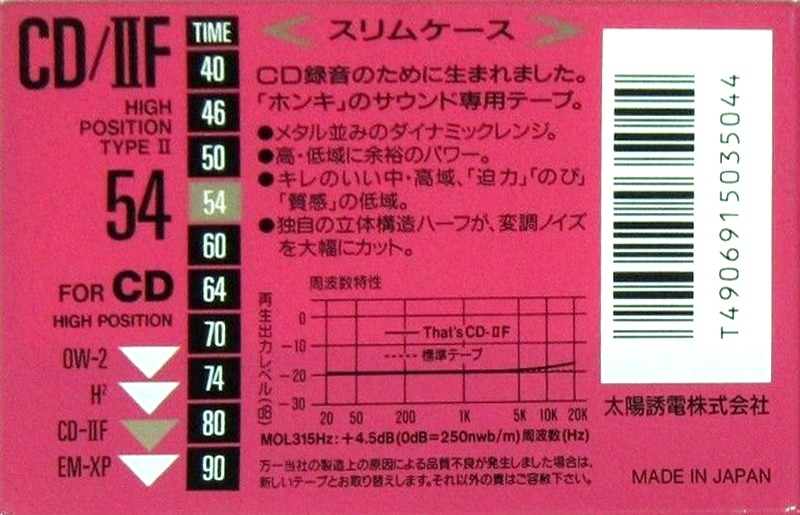 CD/ⅡF
HIGH
POSITION
TYPE Ⅱ
54
FOR CD
HIGH POSITION
OW-2
H²
CD-ⅡF
EM-XP
TIME
40
46
50
54
60
64
70
74
80
90
スリムケース
CD録音のために生まれました。
「ホンキ」のサウンド専用テープ。
●メタル並みのダイナミックレンジ。
●高・低域に余裕のパワー。
●キレのいい中・高域、「迫力」「のび」
「質感」の低域。
●独自の立体構造ハーフが、変調ノイズ
を大幅にカット。
周波数特性
再生出力レベル(dB)
0
-10
-20
-30
That's CD-ⅡF
標準テープ
20 50 200 1K 5K 10K 20K
MOL315Hz:+4.5dB(0dB=250nwb/m)周波数(Hz)
万一当社の製造上の原因による品質不良が発生しました場合は、
新しいテープとお取り替えします。それ以外の責はご容赦下さい。
T4906915035044
太陽誘電株式会社
MADE IN JAPAN